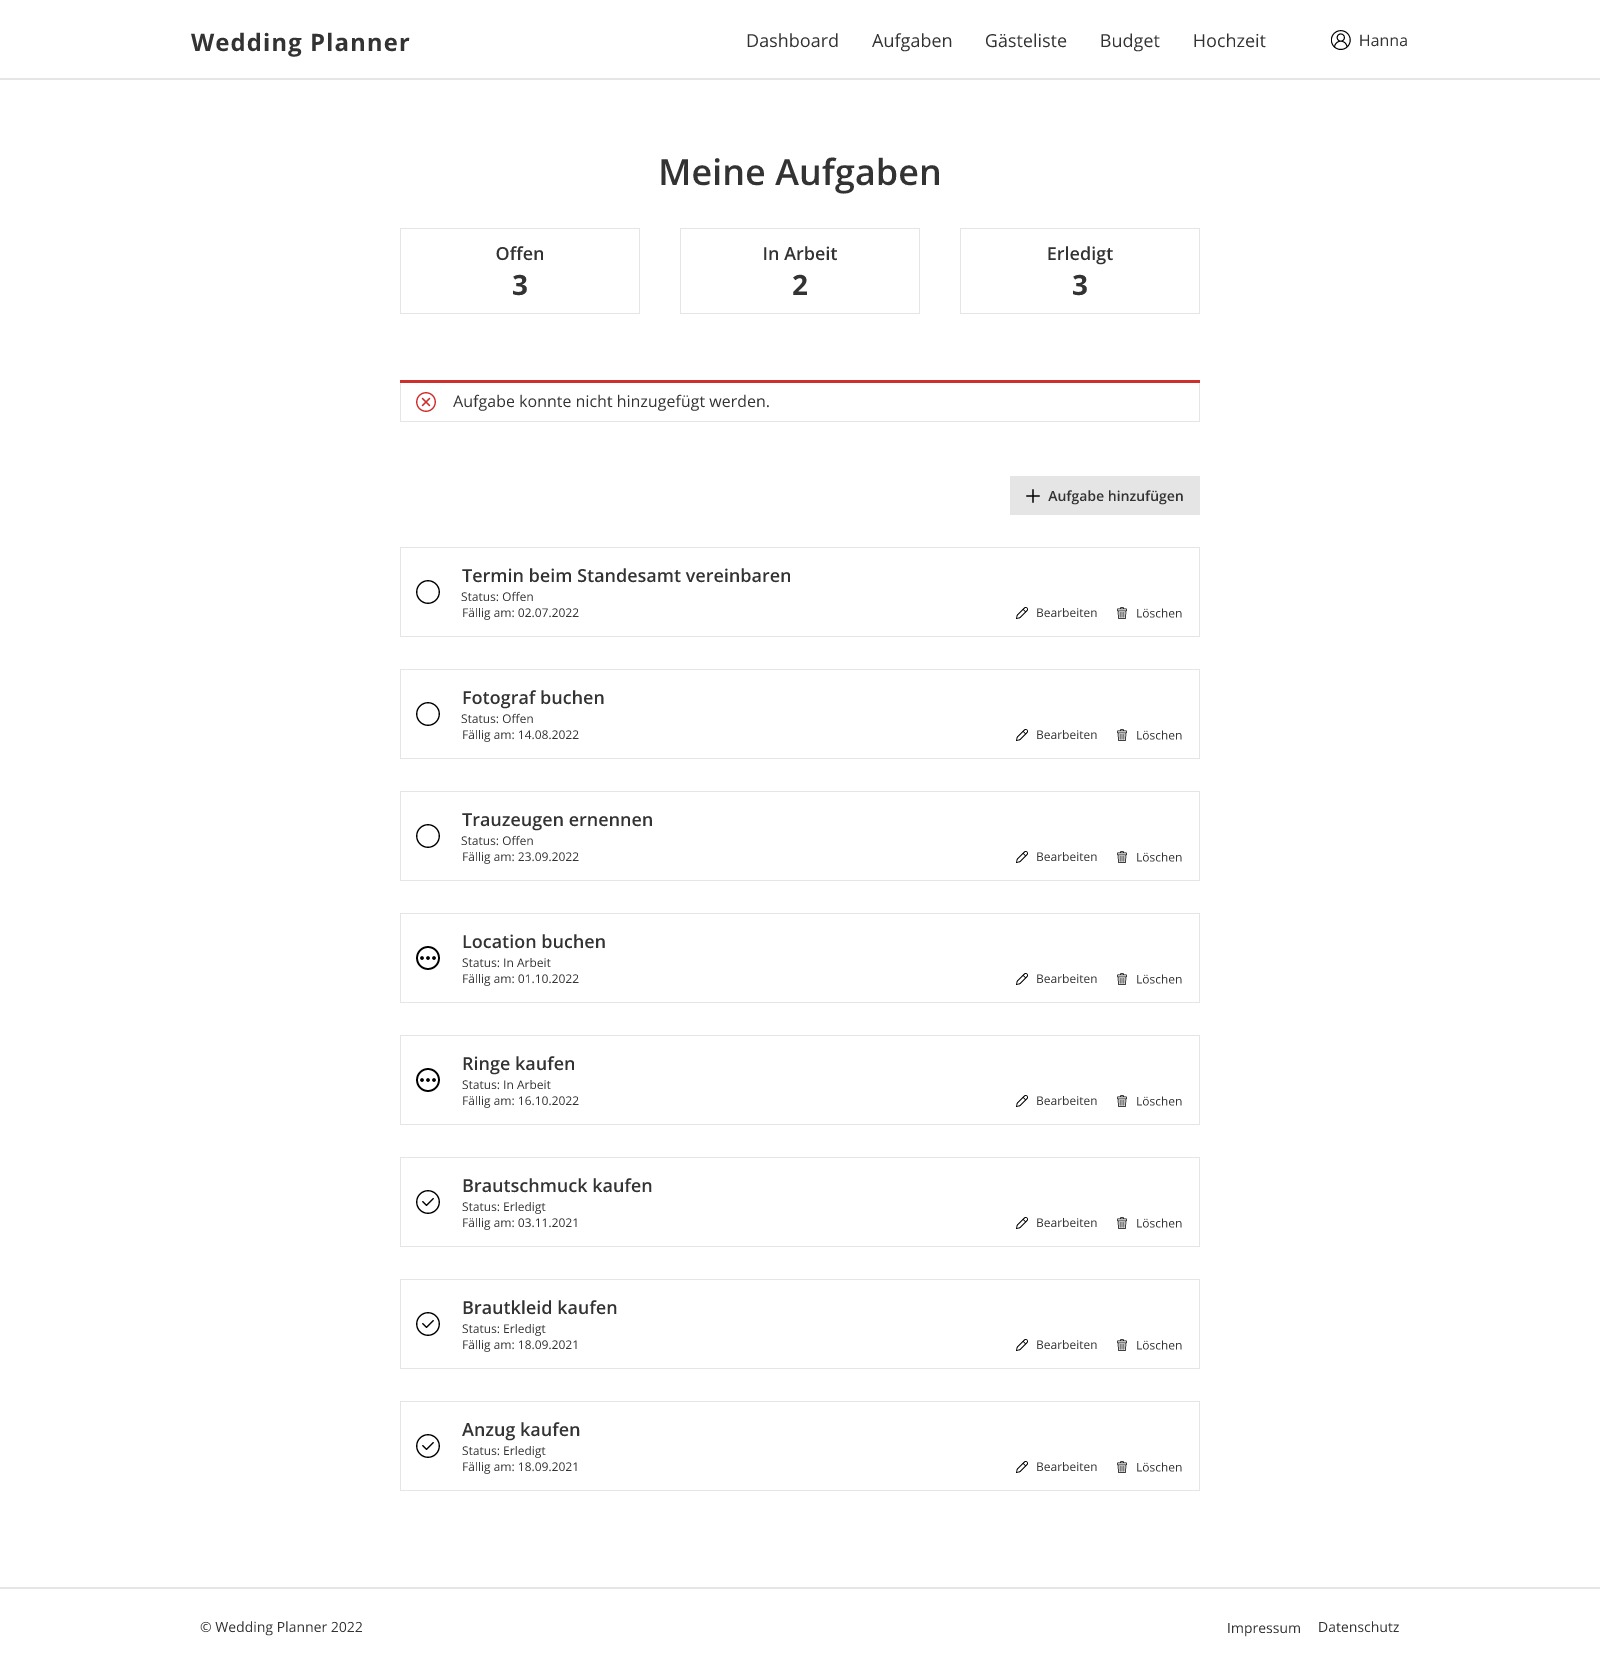 Wedding Planner
Dashboard Aufgaben Gästeliste Budget Hochzeit Hanna
Meine Aufgaben
Offen
3
In Arbeit
2
Erledigt
3
Aufgabe konnte nicht hinzugefügt werden.
Aufgabe hinzufügen
Termin beim Standesamt vereinbaren
Status: Offen
Fällig am: 02.07.2022
Bearbeiten Löschen
Fotograf buchen
Status: Offen
Fällig am: 14.08.2022
Bearbeiten Löschen
Trauzeugen ernennen
Status: Offen
Fällig am: 23.09.2022
Bearbeiten Löschen
Location buchen
Status: In Arbeit
Fällig am: 01.10.2022
Bearbeiten Löschen
Ringe kaufen
Status: In Arbeit
Fällig am: 16.10.2022
Bearbeiten Löschen
Brautschmuck kaufen
Status: Erledigt
Fällig am: 03.11.2021
Bearbeiten Löschen
Brautkleid kaufen
Status: Erledigt
Fällig am: 18.09.2021
Bearbeiten Löschen
Anzug kaufen
Status: Erledigt
Fällig am: 18.09.2021
Bearbeiten Löschen
© Wedding Planner 2022
Impressum Datenschutz